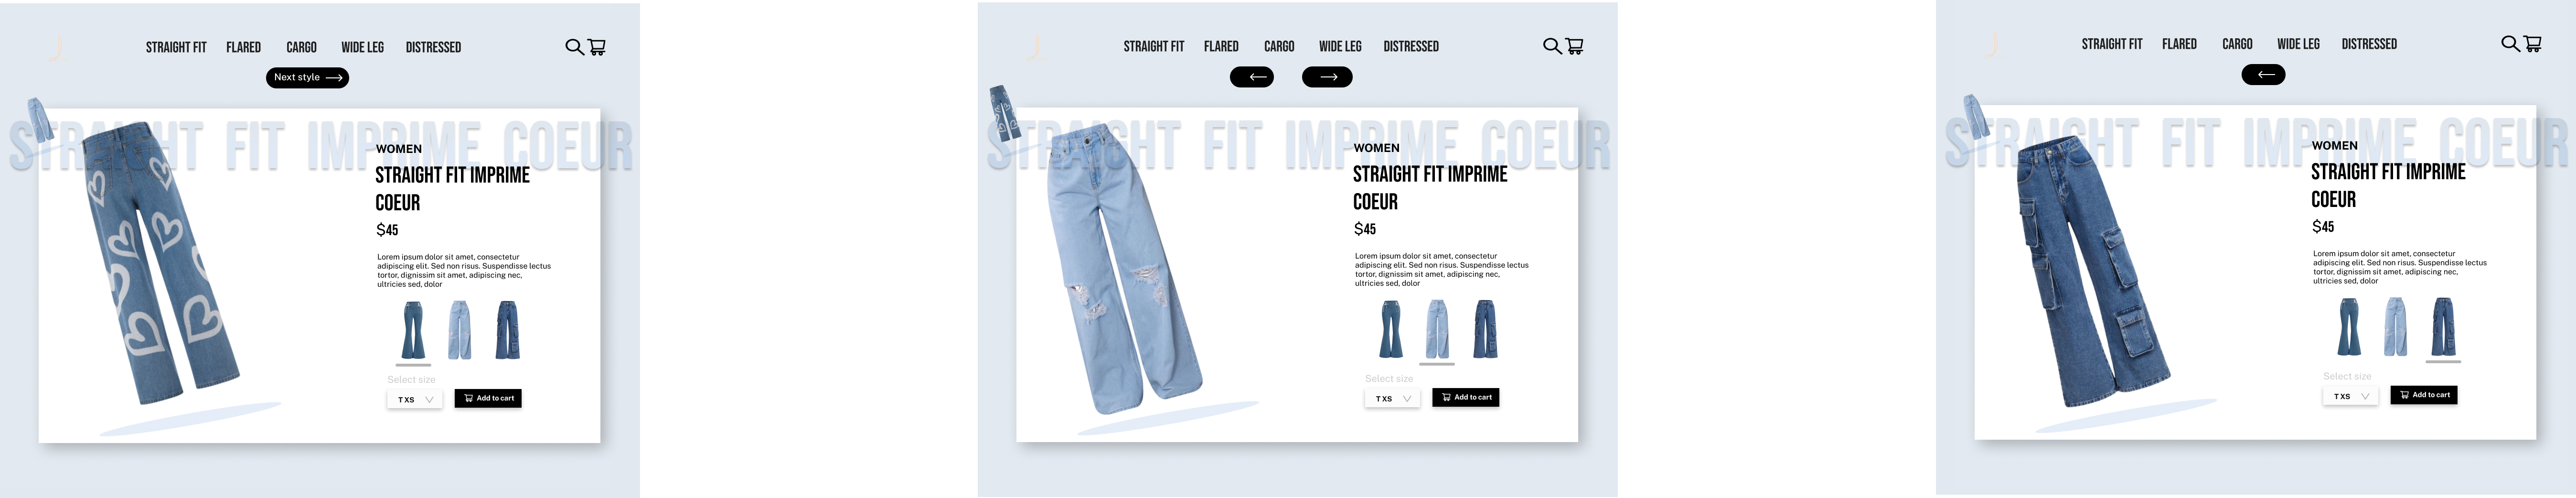 J
STRAIGHT FIT FLARED CARGO WIDE LEG DISTRESSED
Next style
STRAIGHT FIT IMPRIME COEUR
WOMEN
STRAIGHT FIT IMPRIME
COEUR
$45
Lorem ipsum dolor sit amet, consectetur
adipiscing elit. Sed non risus. Suspendisse lectus
tortor, dignissim sit amet, adipiscing nec,
ultricies sed, dolor
Select size
T XS
Add to cart
J
STRAIGHT FIT FLARED CARGO WIDE LEG DISTRESSED
STRAIGHT FIT IMPRIME COEUR
WOMEN
STRAIGHT FIT IMPRIME
COEUR
$45
Lorem ipsum dolor sit amet, consectetur
adipiscing elit. Sed non risus. Suspendisse lectus
tortor, dignissim sit amet, adipiscing nec,
ultricies sed, dolor
Select size
T XS
Add to cart
J
STRAIGHT FIT FLARED CARGO WIDE LEG DISTRESSED
STRAIGHT FIT IMPRIME COEUR
WOMEN
STRAIGHT FIT IMPRIME
COEUR
$45
Lorem ipsum dolor sit amet, consectetur
adipiscing elit. Sed non risus. Suspendisse lectus
tortor, dignissim sit amet, adipiscing nec,
ultricies sed, dolor
Select size
T XS
Add to cart